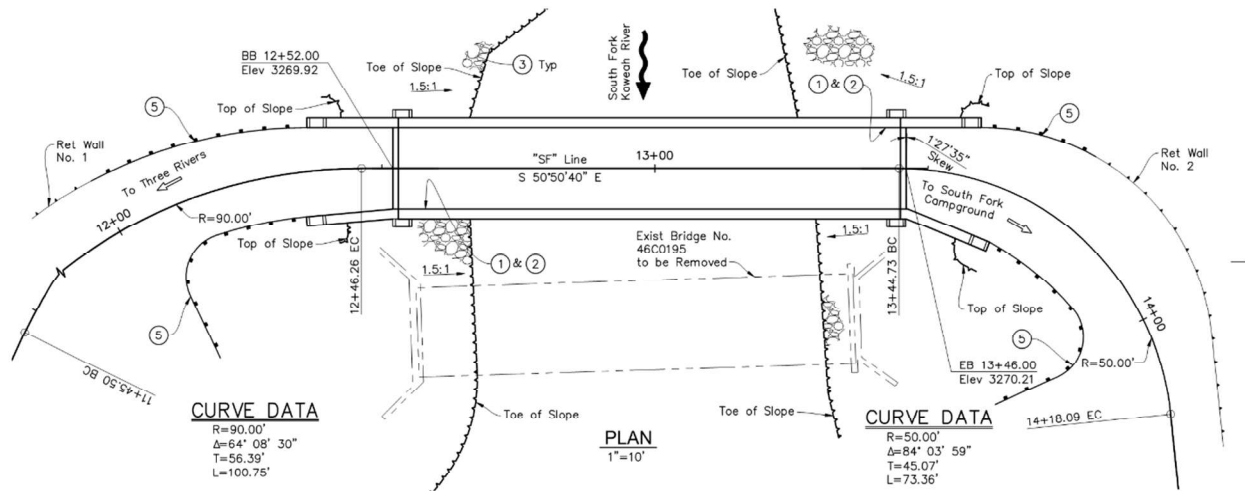 BB 12+52.00
Elev 3269.92
Toe of Slope
3 Typ
1.5:1
South Fork
Kaweah River
Toe of Slope
1 & 2
1.5:1
Top of Slope
5
Top of Slope
5
Ret Wall
No. 1
To Three Rivers
"SF" Line
13+00
S 50°50'40" E
1°27'35"
Skew
Ret Wall
No. 2
To South Fork
Campground
12+00
R=90.00'
Top of Slope
12+46.26 EC
1.5:1
1 & 2
Exist Bridge No.
46C0195
to be Removed
1.5:1
13+44.73 BC
Top of Slope
14+00
5
5
R=50.00'
EB 13+46.00
Elev 3270.21
11+45.50 BC
14+18.09 EC
Toe of Slope
Toe of Slope
CURVE DATA
R=90.00'
Δ=64° 08' 30"
T=56.39'
L=100.75'
PLAN
1"=10'
CURVE DATA
R=50.00'
Δ=84° 03' 59"
T=45.07'
L=73.36'